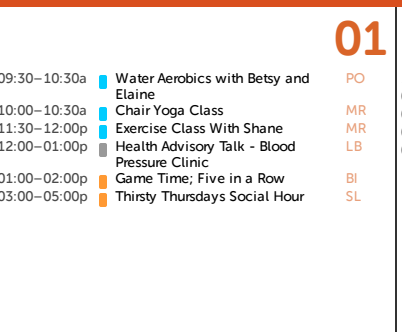 01
09:30–10:30a Water Aerobics with Betsy and PO
Elaine
10:00–10:30a Chair Yoga Class MR
11:30–12:00p Exercise Class With Shane MR
12:00–01:00p Health Advisory Talk - Blood LB
Pressure Clinic
01:00–02:00p Game Time; Five in a Row BI
03:00–05:00p Thirsty Thursdays Social Hour SL